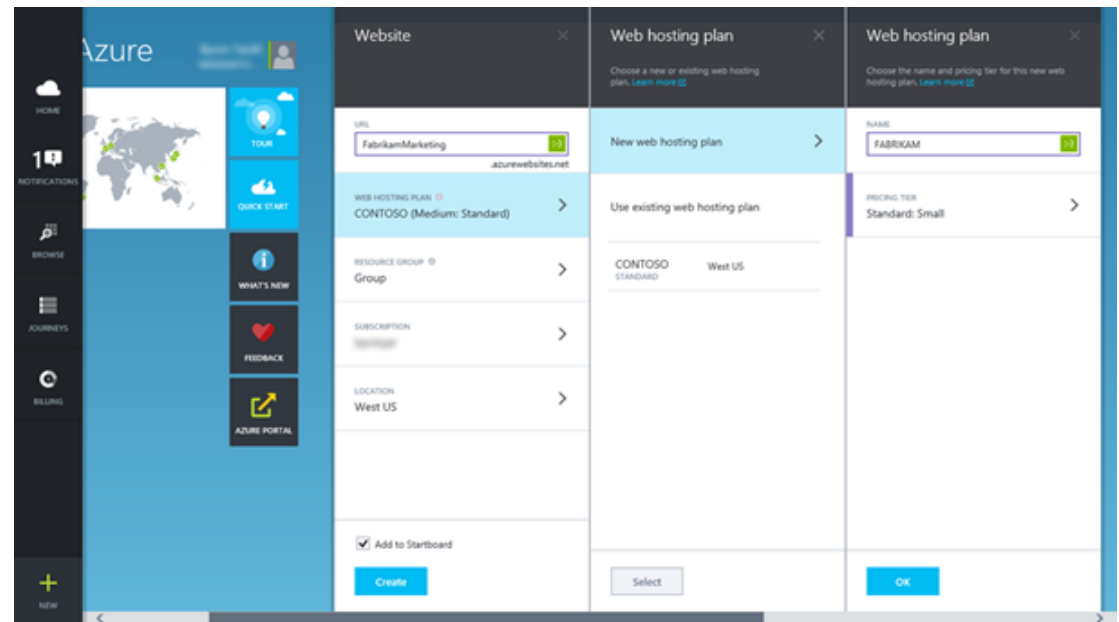 Azure
HOME
1
NOTIFICATIONS
BROWSE
JOURNEYS
BILLING
NEW
TOUR
QUICK START
WHAT'S NEW
FEEDBACK
AZURE PORTAL
Website
URL
FabrikamMarketing
.azurewebsites.net
WEB HOSTING PLAN
CONTOSO (Medium: Standard)
RESOURCE GROUP
Group
SUBSCRIPTION
LOCATION
West US
Add to Startboard
Create
Web hosting plan
Choose a new or existing web hosting
plan. Learn more
New web hosting plan
Use existing web hosting plan
CONTOSO West US
STANDARD
Select
Web hosting plan
Choose the name and pricing tier for this new web
hosting plan. Learn more
NAME
FABRIKAM
PRICING TIER
Standard: Small
OK